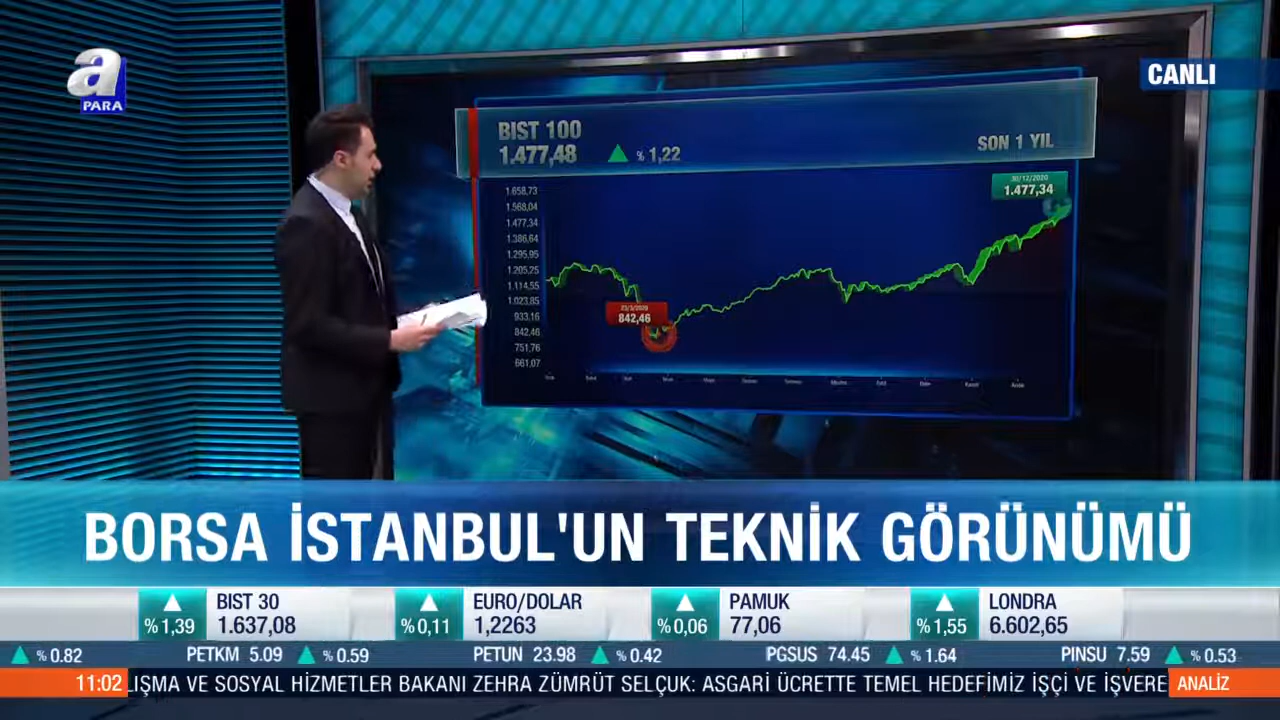 a
PARA
CANLI
BIST 100
1.477,48 % 1,22
SON 1 YIL
30/12/2020
1.477,34
1.658,73
1.568,04
1.477,34
1.386,64
1.295,95
1.205,25
1.114,55
1.023,85
933,16
842,46
751,76
661,07
23/3/2020
842,46
BORSA İSTANBUL'UN TEKNİK GÖRÜNÜMÜ
% 1,39 BIST 30 1.637,08
% 0,11 EURO/DOLAR 1,2263
% 0,06 PAMUK 77,06
% 1,55 LONDRA 6.602,65
% 0.82 PETKM 5.09 % 0.59 PETUN 23.98 % 0.42 PGSUS 74.45 % 1.64 PINSU 7.59 % 0.53
11:02 LIŞMA VE SOSYAL HİZMETLER BAKANI ZEHRA ZÜMRÜT SELÇUK: ASGARİ ÜCRETTE TEMEL HEDEFİMİZ İŞÇİ VE İŞVERE ANALİZ